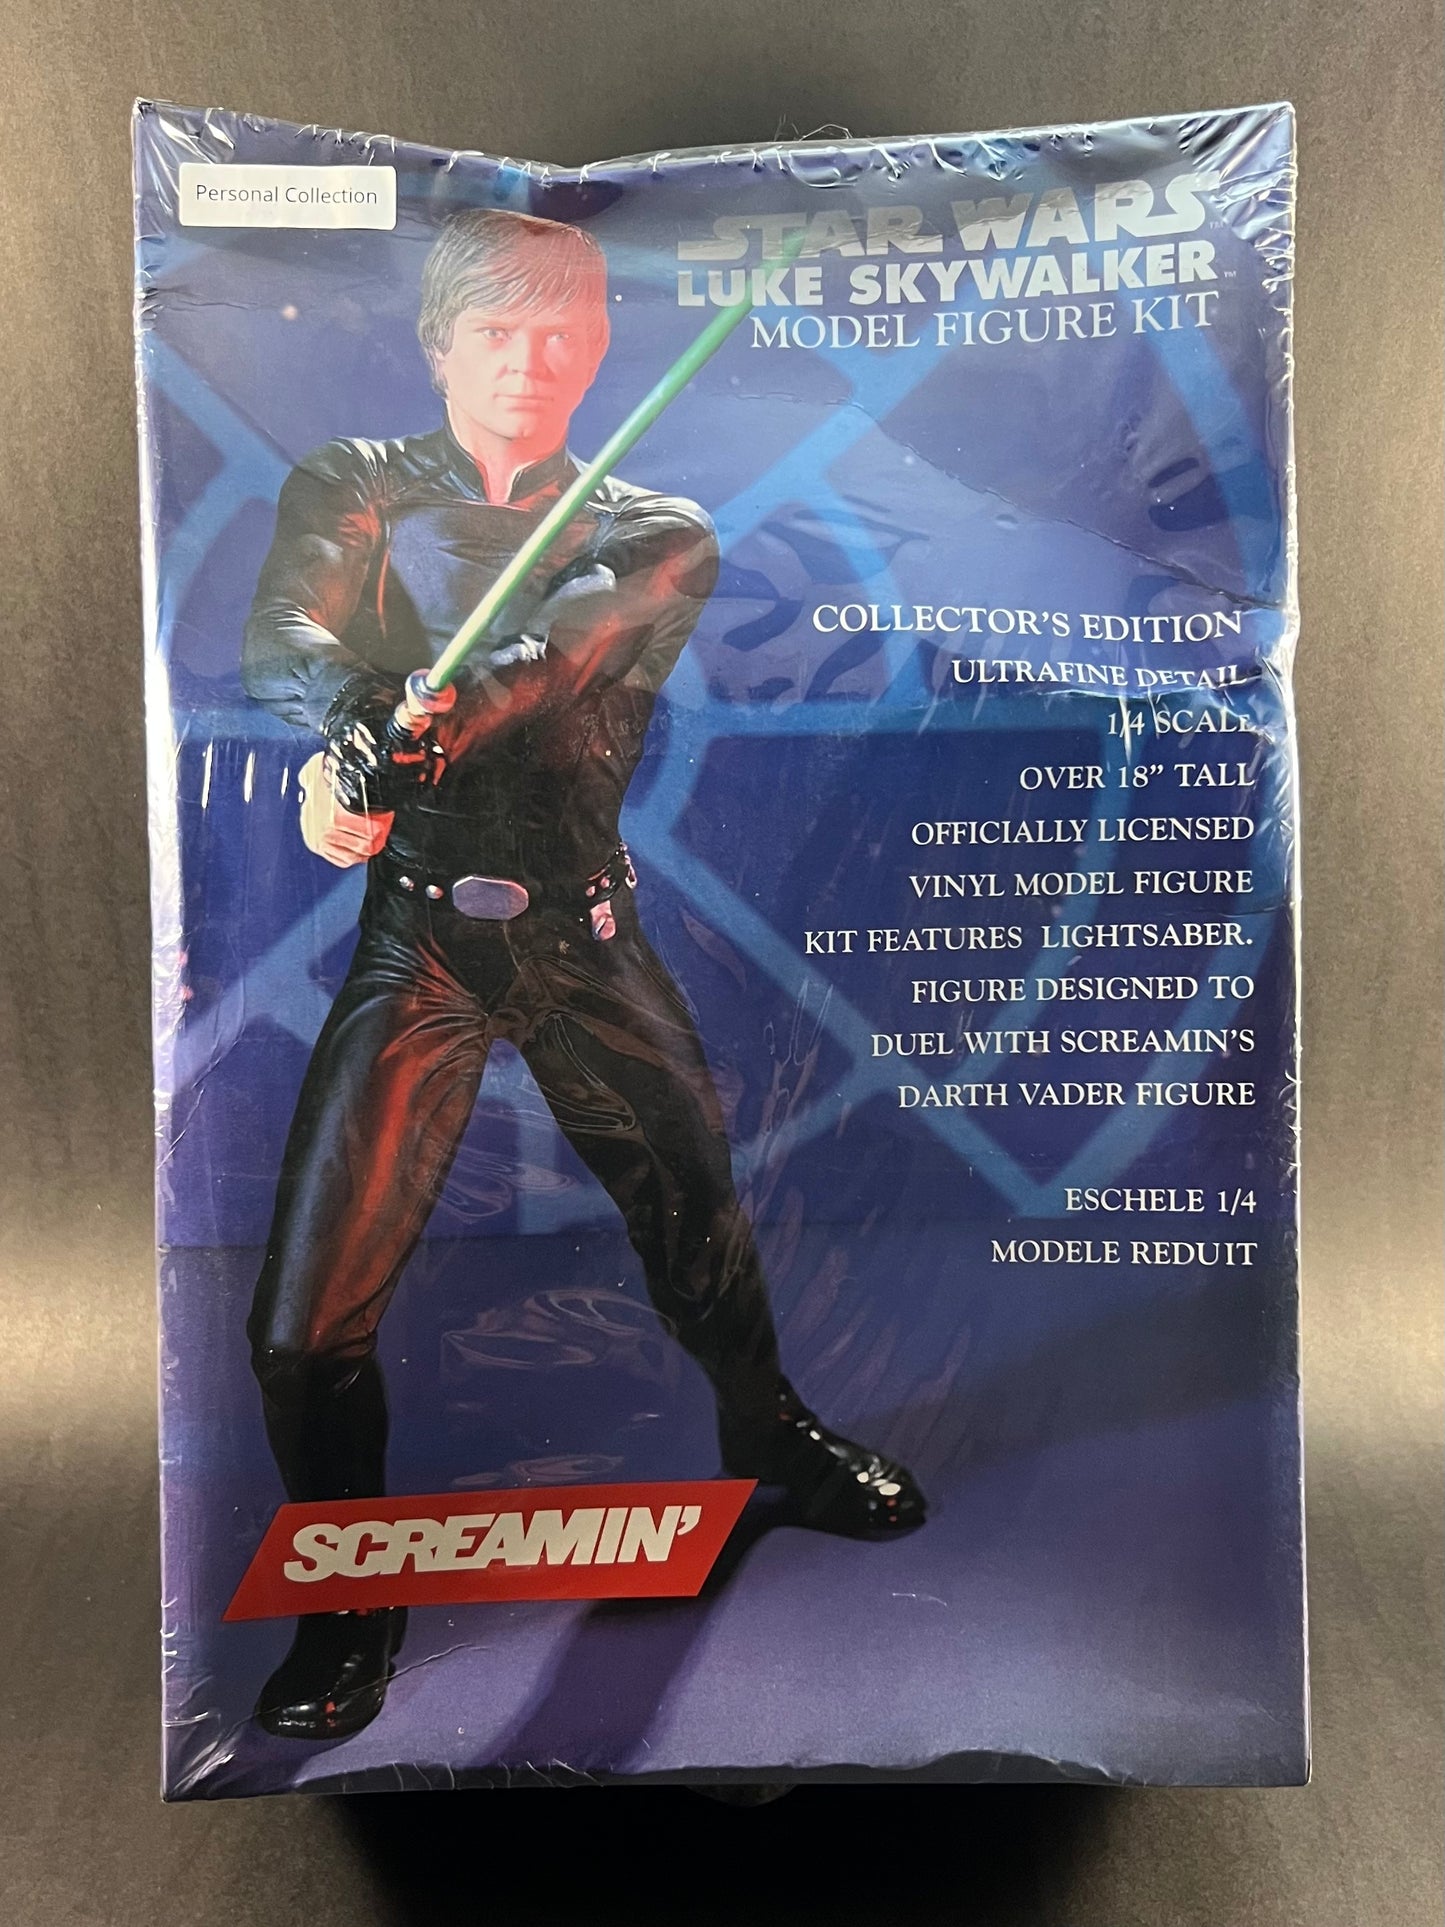 Personal Collection
STAR WARS™
LUKE SKYWALKER™
MODEL FIGURE KIT
COLLECTOR'S EDITION
ULTRAFINE DETAIL
1/4 SCALE
OVER 18" TALL
OFFICIALLY LICENSED
VINYL MODEL FIGURE
KIT FEATURES LIGHTSABER.
FIGURE DESIGNED TO
DUEL WITH SCREAMIN'S
DARTH VADER FIGURE
ESCHELE 1/4
MODELE REDUIT
SCREAMIN'